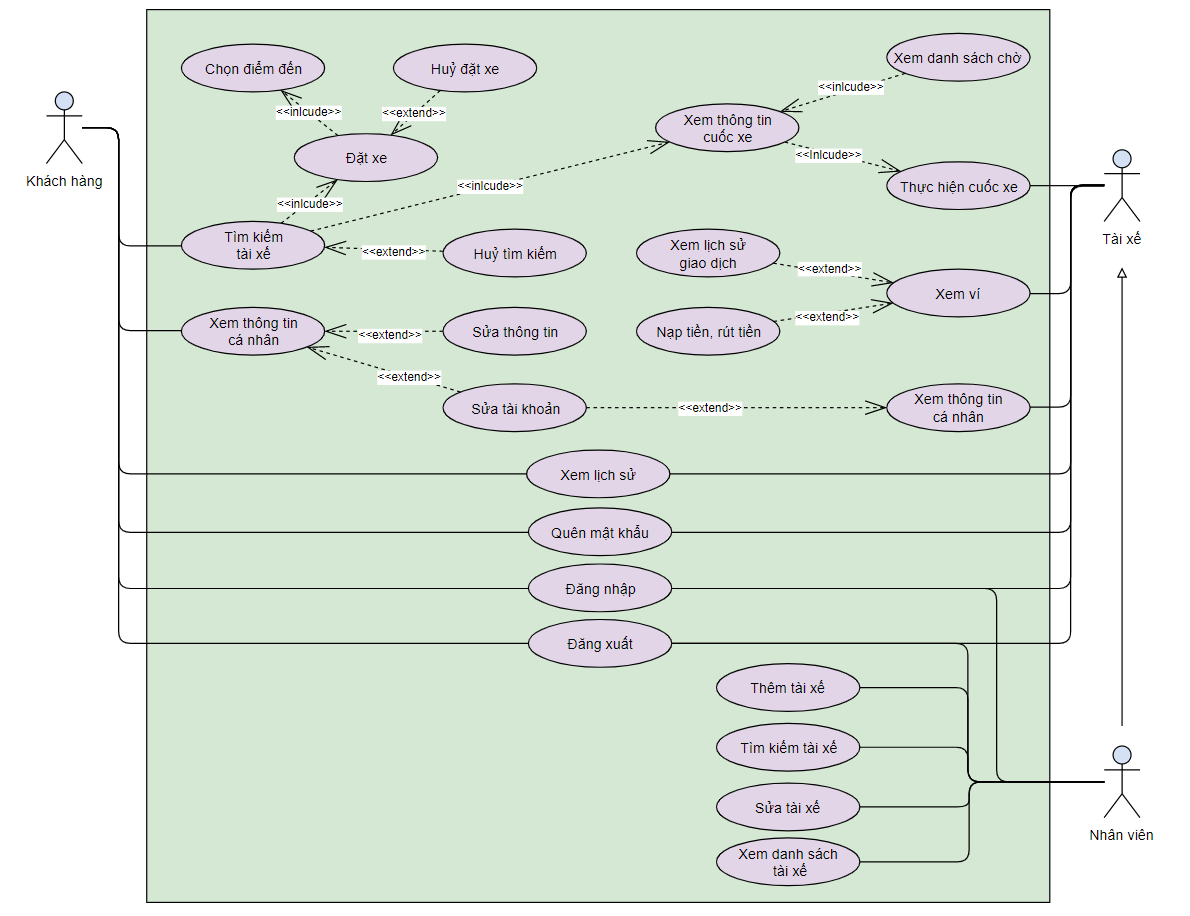 Chọn điểm đến
Huỷ đặt xe
Xem danh sách chờ
<<inlcude>>
<<inlcude>>
<<extend>>
Xem thông tin
cuốc xe
Đặt xe
<<Inlcude>>
Khách hàng
<<inlcude>>
Thực hiện cuốc xe
<<inlcude>>
Tài xế
Tìm kiếm
tài xế
<<extend>>
Huỷ tìm kiếm
Xem lịch sử
giao dịch
<<extend>>
Xem ví
<<extend>>
Xem thông tin
cá nhân
<<extend>>
Sửa thông tin
Nạp tiền, rút tiền
<<extend>>
Sửa tài khoản
<<extend>>
Xem thông tin
cá nhân
Xem lịch sử
Quên mật khẩu
Đăng nhập
Đăng xuất
Thêm tài xế
Tìm kiếm tài xế
Sửa tài xế
Nhân viên
Xem danh sách
tài xế